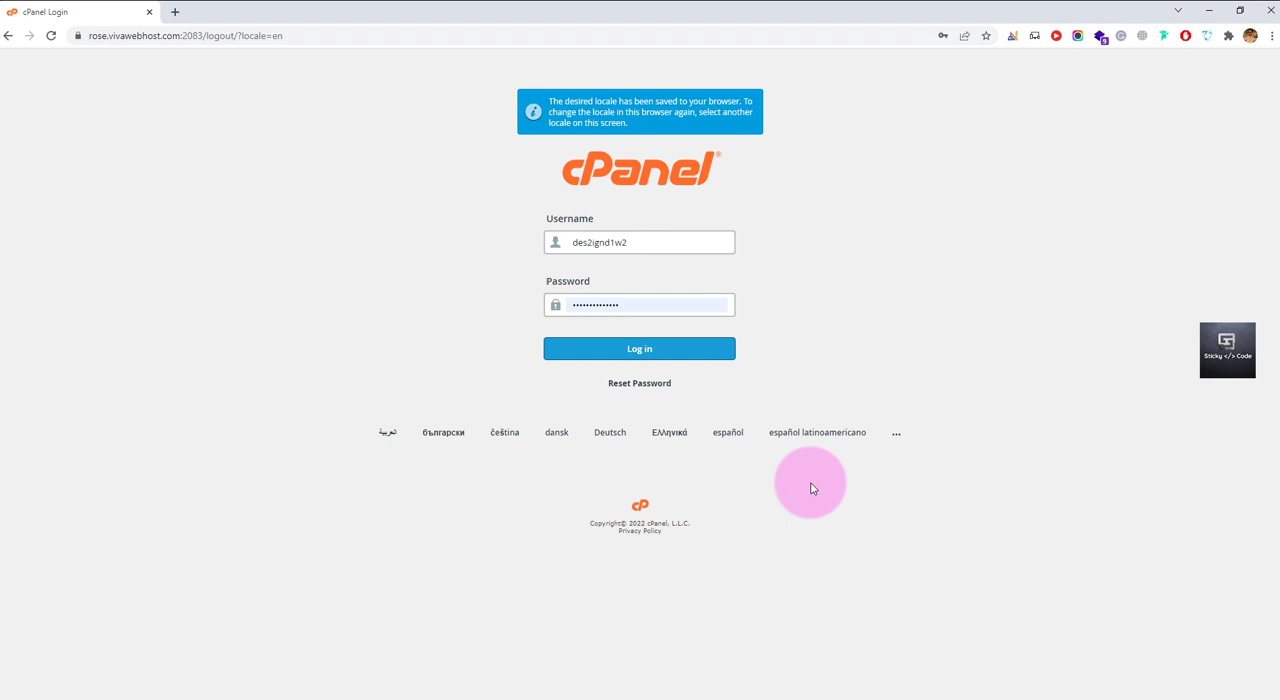 cPanel Login
rose.vivawebhost.com:2083/logout/?locale=en
The desired locale has been saved to your browser. To
change the locale in this browser again, select another
locale on this screen.
cPanel®
Username
des2ignd1w2
Password
••••••••••••••
Log in
Reset Password
العربية български čeština dansk Deutsch Ελληνικά español español latinoamericano ...
Sticky </> Code
cP
Copyright© 2022 cPanel, L.L.C.
Privacy Policy